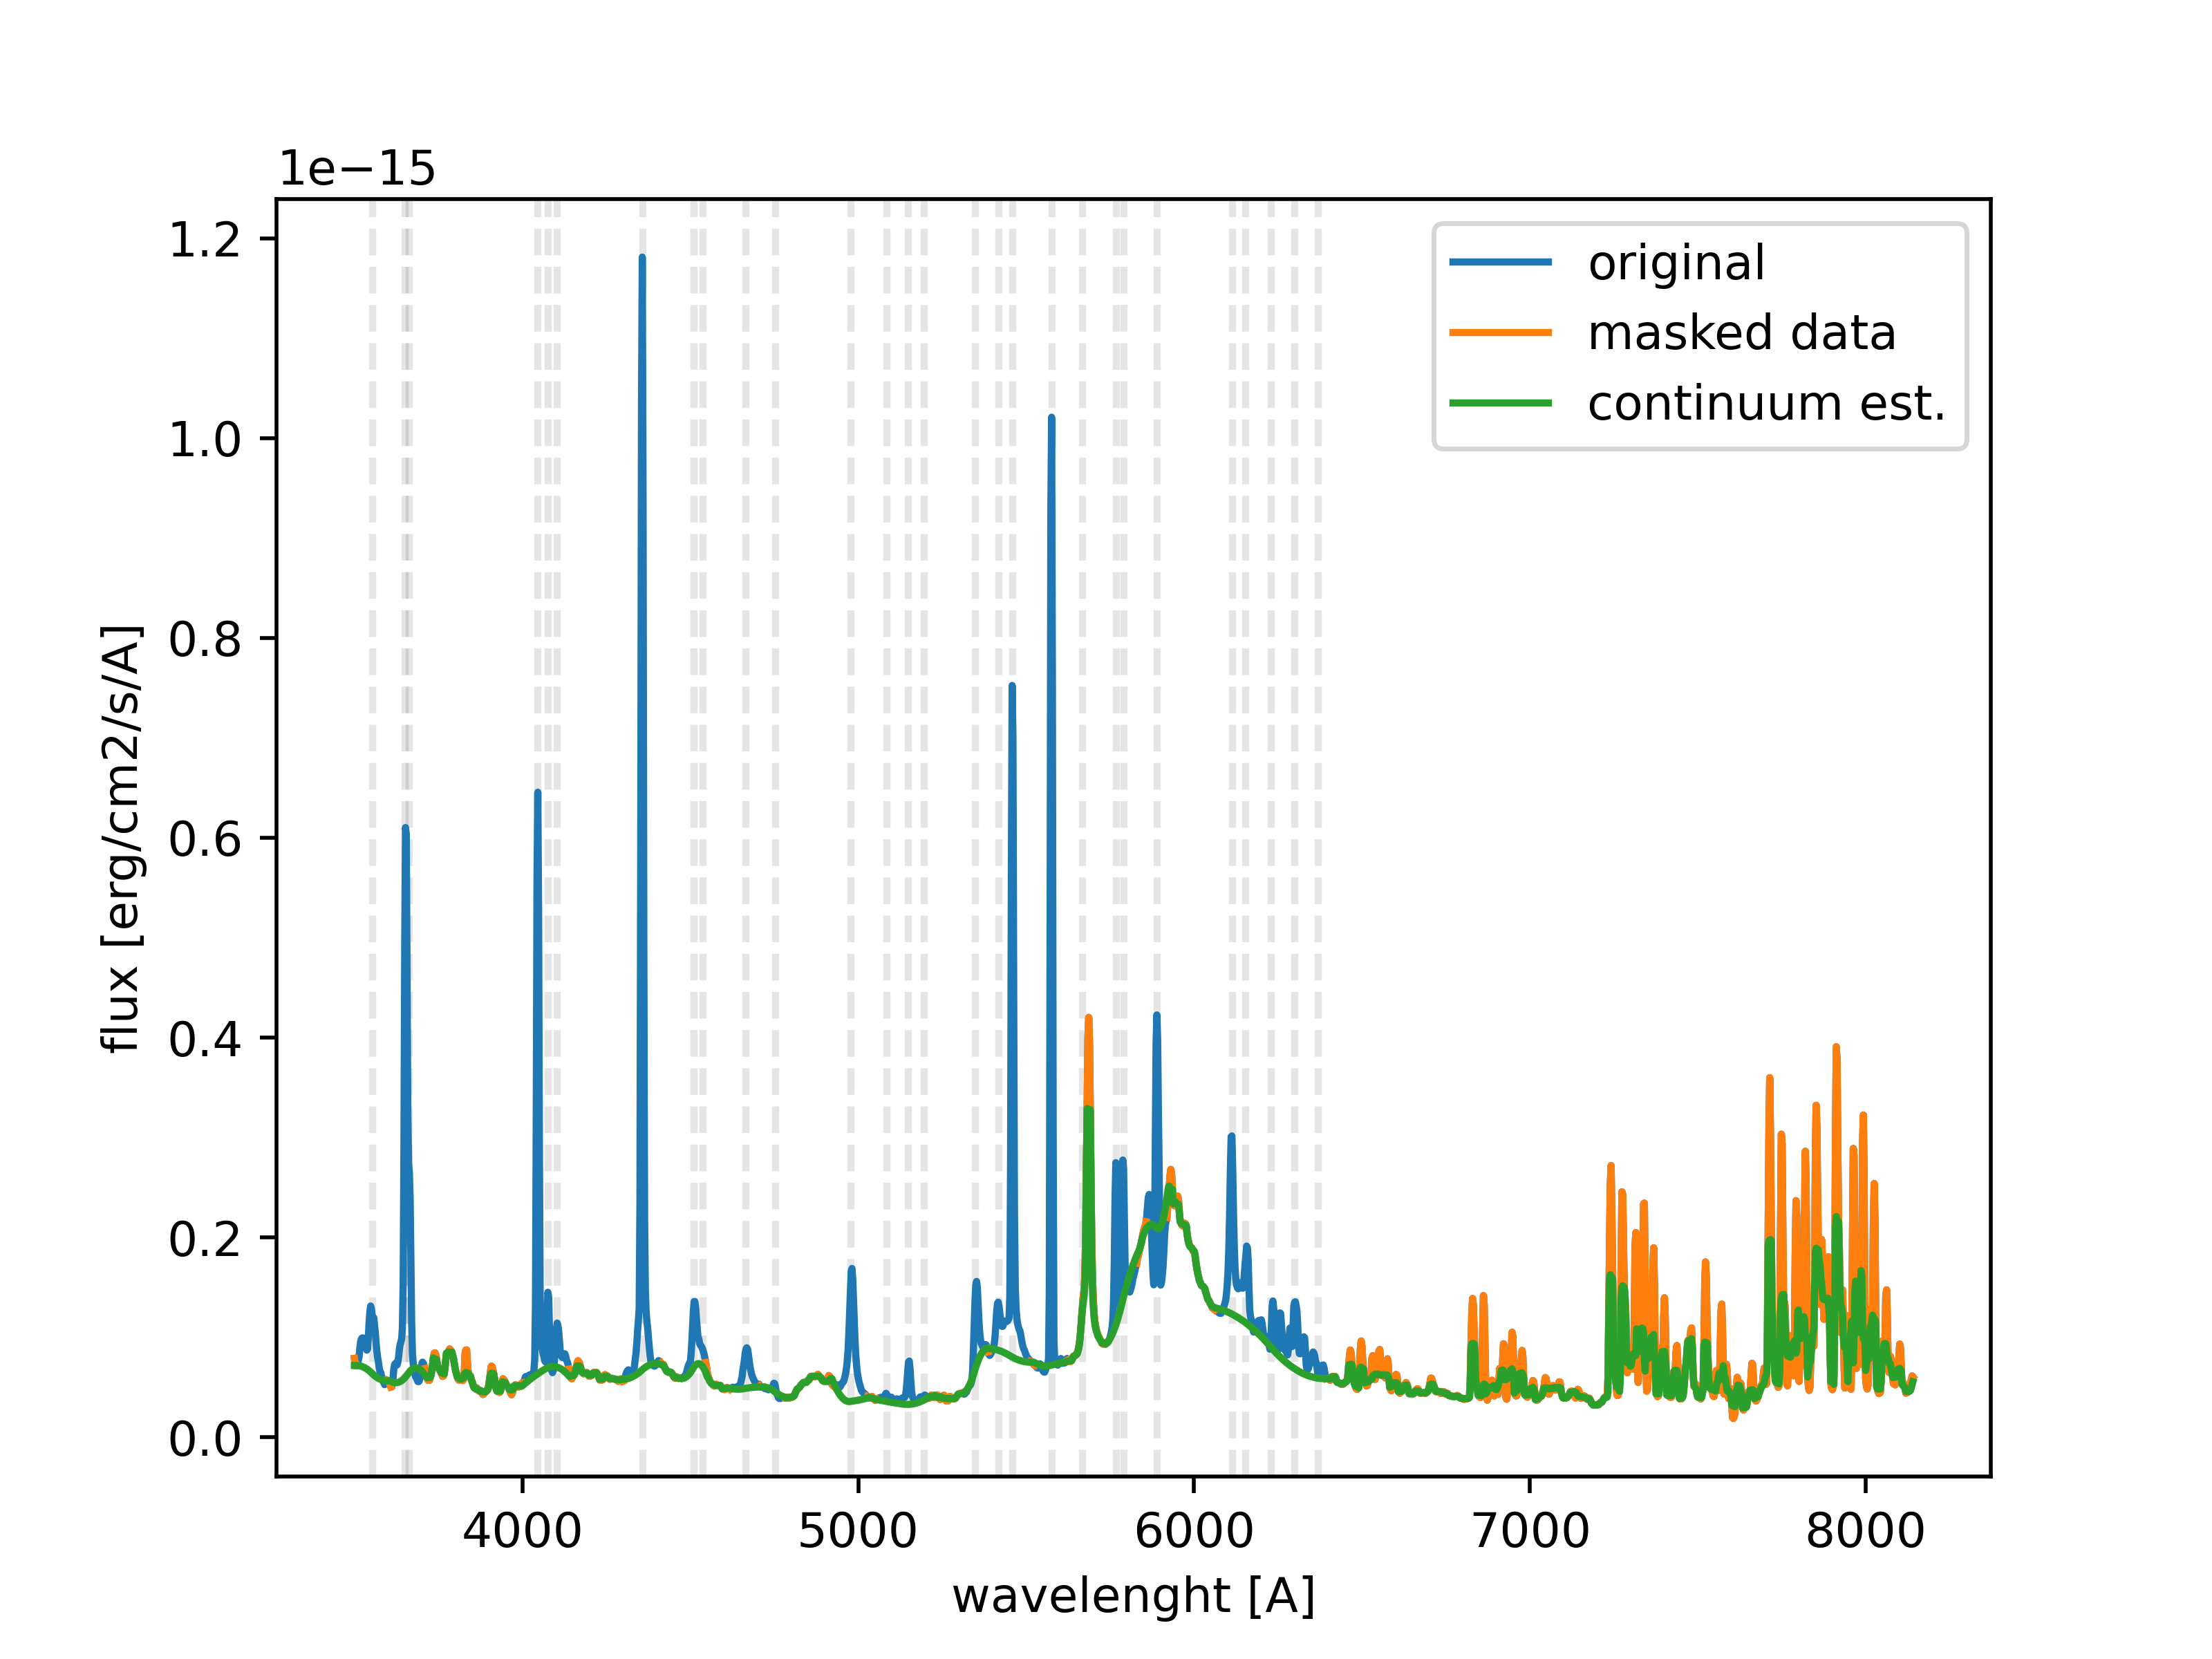 1e−15
1.2
1.0
0.8
0.6
0.4
0.2
0.0
flux [erg/cm2/s/A]
original
masked data
continuum est.
4000 5000 6000 7000 8000
wavelenght [A]